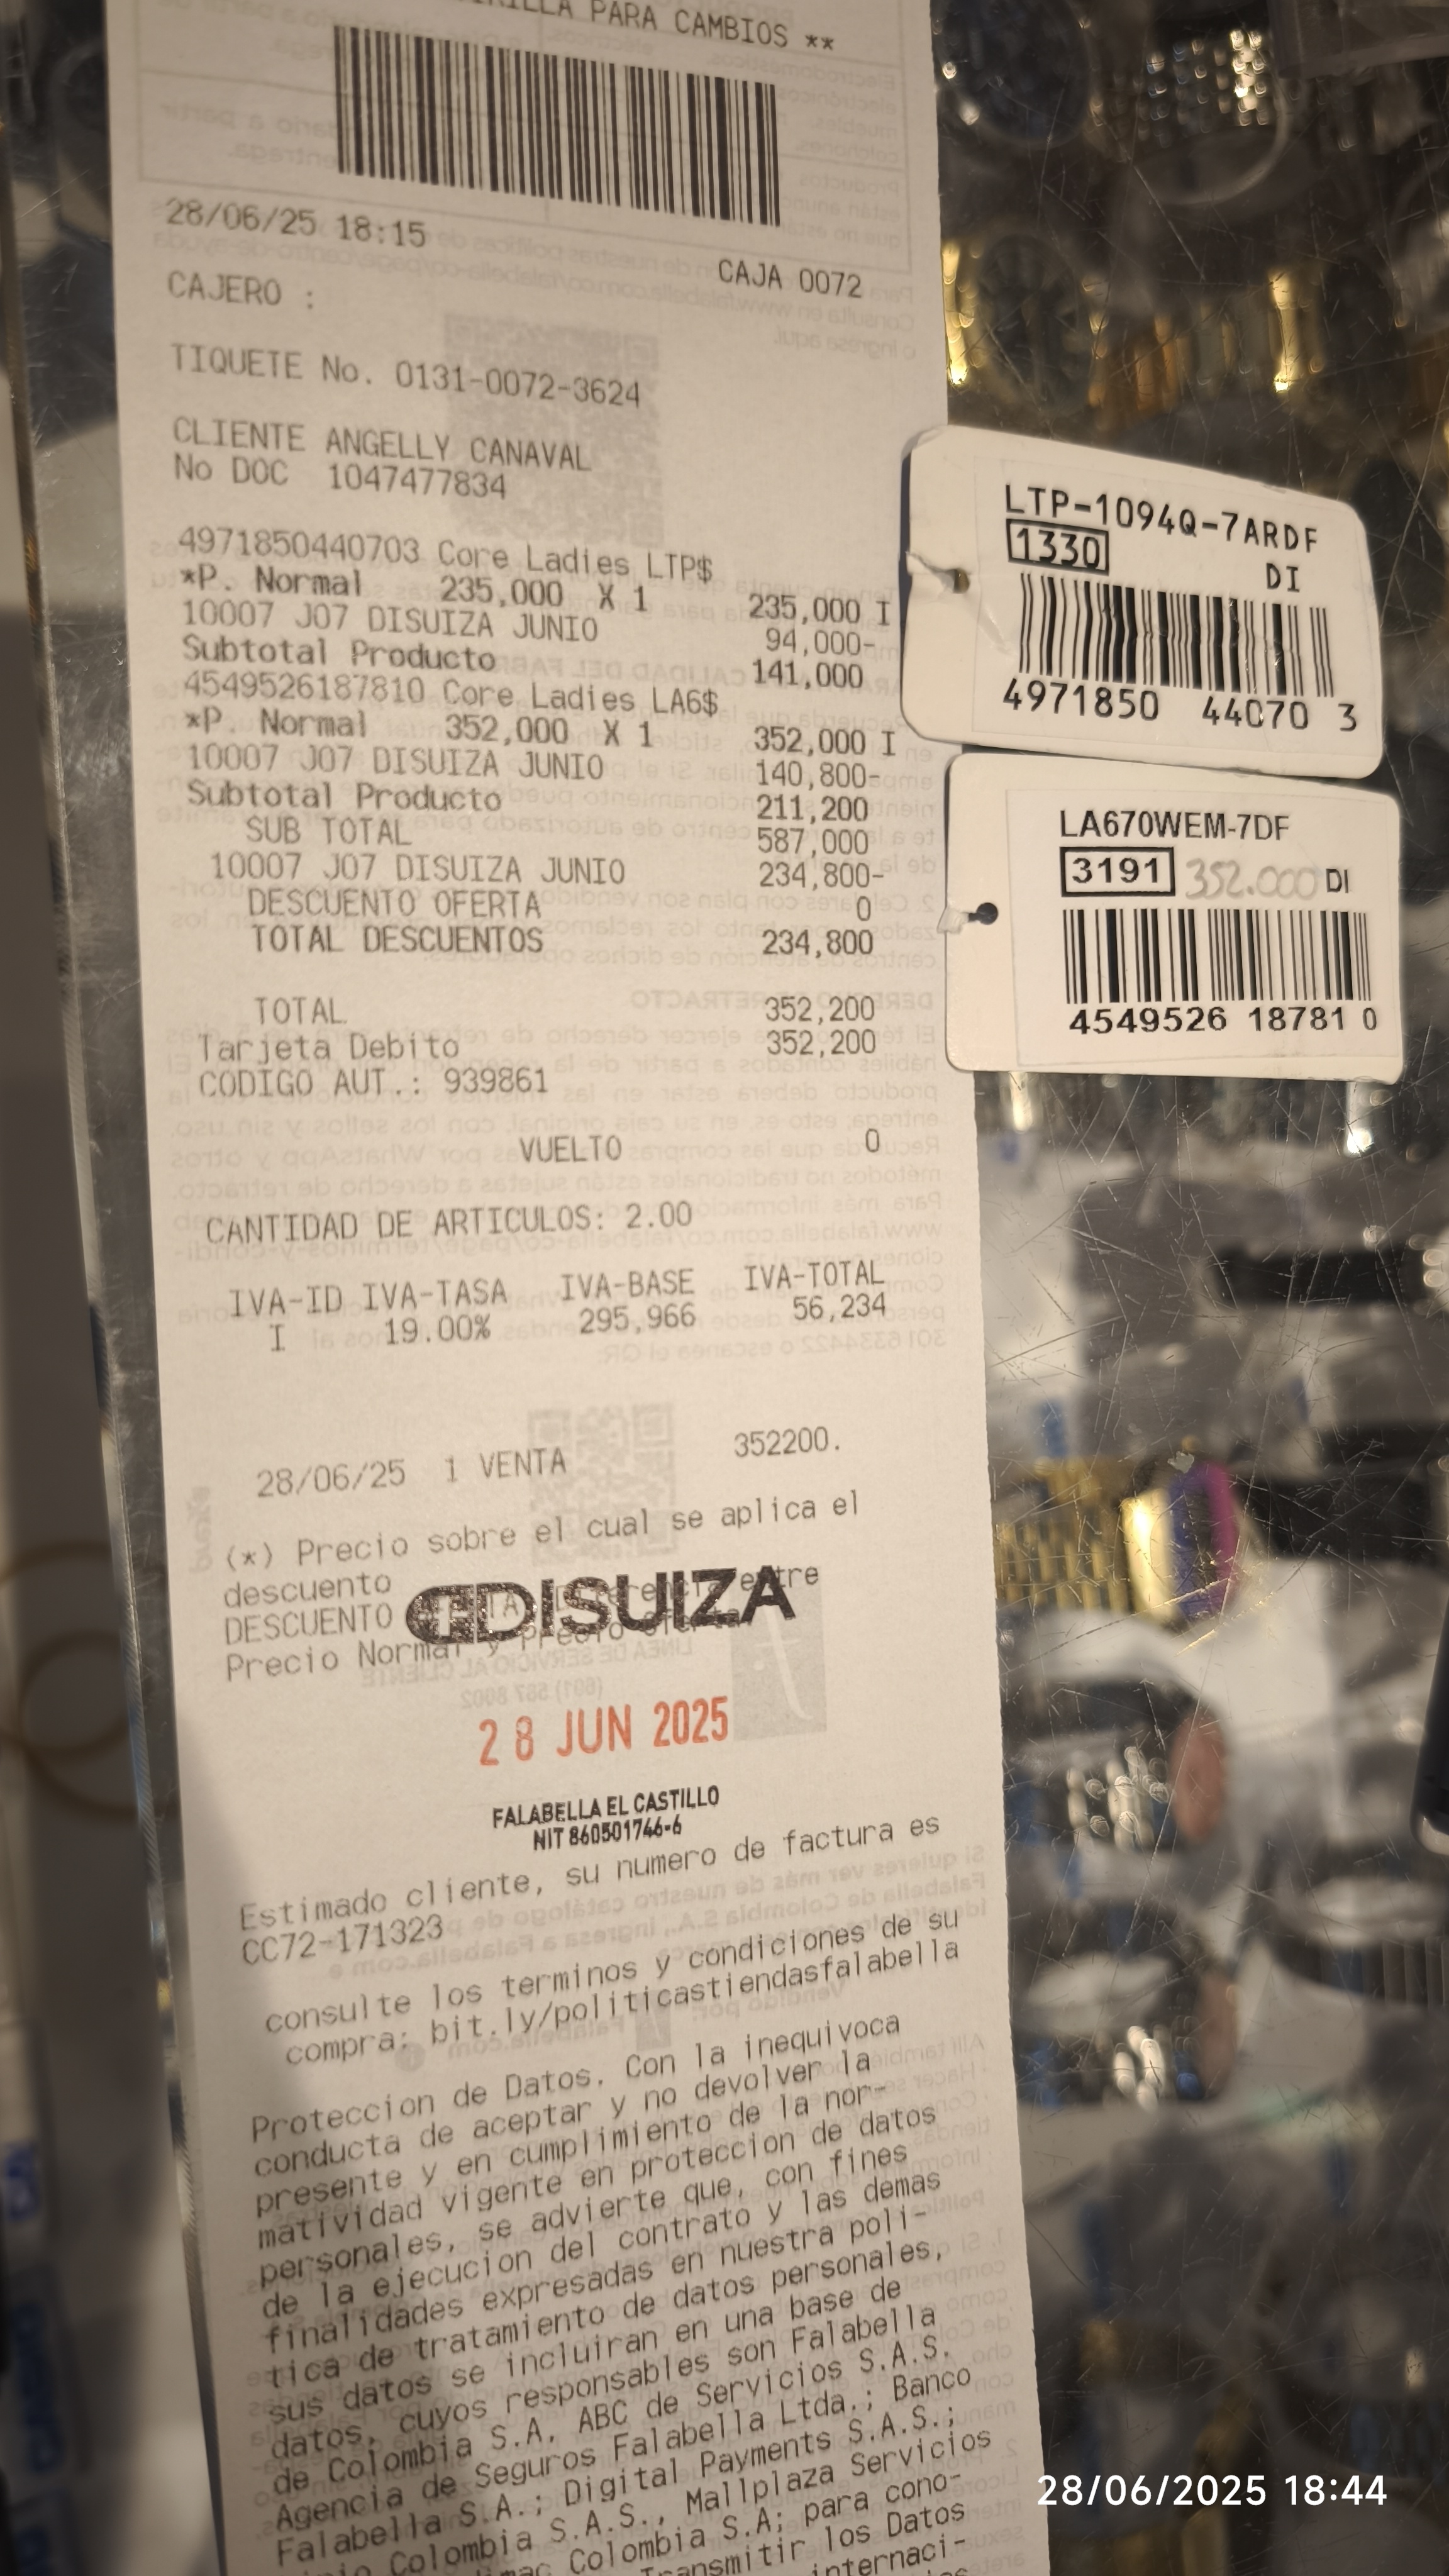 PARA CAMBIOS **
28/06/25 18:15
CAJA 0072
CAJERO :
TIQUETE No. 0131-0072-3624
CLIENTE ANGELLY CANAVAL
No DOC 1047477834
4971850440703 Core Ladies LTP$
*P. Normal 235,000 X 1 235,000 I
10007 J07 DISUIZA JUNIO 94,000-
Subtotal Producto 141,000
4549526187810 Core Ladies LA6$
*P. Normal 352,000 X 1 352,000 I
10007 J07 DISUIZA JUNIO 140,800-
Subtotal Producto 211,200
SUB TOTAL 587,000
10007 J07 DISUIZA JUNIO 234,800-
DESCUENTO OFERTA 0
TOTAL DESCUENTOS 234,800
TOTAL 352,200
Tarjeta Debito 352,200
CODIGO AUT.: 939861
VUELTO 0
CANTIDAD DE ARTICULOS: 2.00
IVA-ID IVA-TASA IVA-BASE IVA-TOTAL
I 19.00% 295,966 56,234
28/06/25 1 VENTA 352200.
(*) Precio sobre el cual se aplica el
descuento
DESCUENTO entre
Precio Normal y Precio
DISUIZA
28 JUN 2025
FALABELLA EL CASTILLO
NIT 860501746-6
Estimado cliente, su numero de factura es
CC72-171323
consulte los terminos y condiciones de su
compra: bit.ly/politicastiendasfalabella
Proteccion de Datos. Con la inequivoca
conducta de aceptar y no devolver la
presente y en cumplimiento de la nor-
matividad vigente en proteccion de datos
personales, se advierte que, con fines
de la ejecucion del contrato y las demas
finalidades expresadas en nuestra poli-
tica de tratamiento de datos personales,
sus datos se incluiran en una base de
datos, cuyos responsables son Falabella
de Colombia S.A, ABC de Servicios S.A.S.
Agencia de Seguros Falabella Ltda.; Banco
Falabella S.A.; Digital Payments S.A.S.;
Colombia S.A.S., Mallplaza Servicios
Colombia S.A; para cono-
Transmitir los Datos
internaci-
LTP-1094Q-7ARDF
1330
DI
4971850 44070 3
LA670WEM-7DF
3191 352.000 DI
4549526 18781 0
28/06/2025 18:44